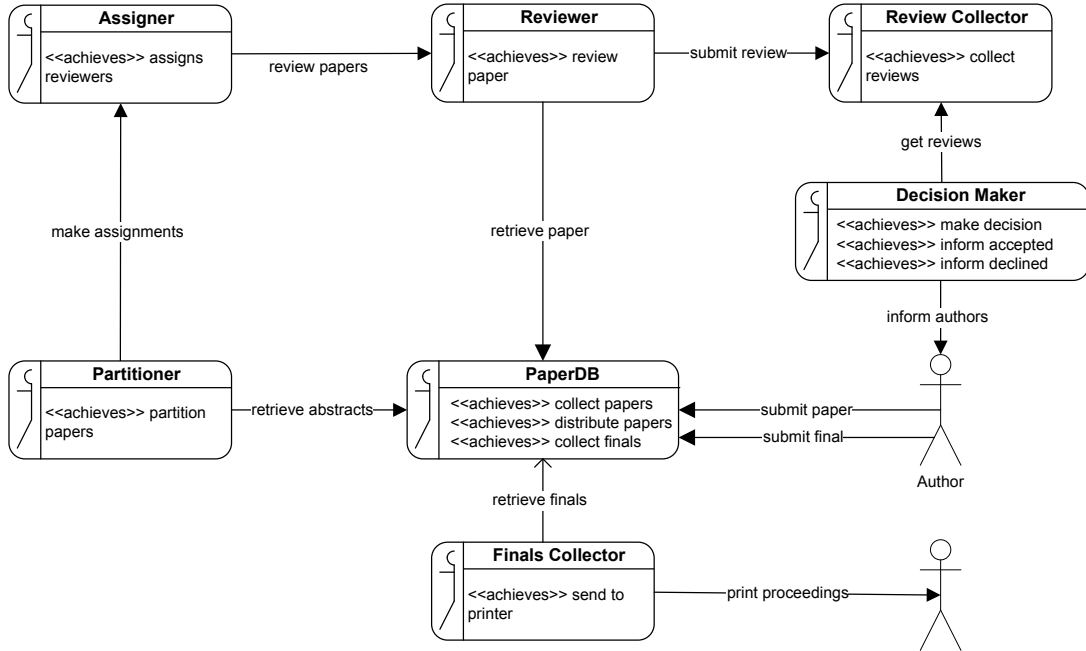 Assigner
<<achieves>> assigns
reviewers
review papers
Reviewer
<<achieves>> review
paper
submit review
Review Collector
<<achieves>> collect
reviews
get reviews
make assignments
retrieve paper
Decision Maker
<<achieves>> make decision
<<achieves>> inform accepted
<<achieves>> inform declined
inform authors
Partitioner
<<achieves>> partition
papers
retrieve abstracts
PaperDB
<<achieves>> collect papers
<<achieves>> distribute papers
<<achieves>> collect finals
submit paper
submit final
Author
retrieve finals
Finals Collector
<<achieves>> send to
printer
print proceedings